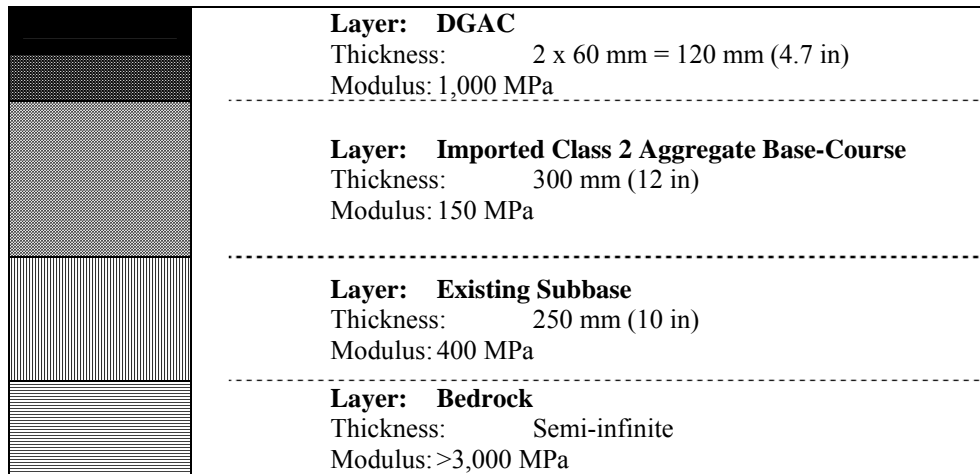 Layer: DGAC
Thickness: 2 x 60 mm = 120 mm (4.7 in)
Modulus: 1,000 MPa
Layer: Imported Class 2 Aggregate Base-Course
Thickness: 300 mm (12 in)
Modulus: 150 MPa
Layer: Existing Subbase
Thickness: 250 mm (10 in)
Modulus: 400 MPa
Layer: Bedrock
Thickness: Semi-infinite
Modulus: >3,000 MPa